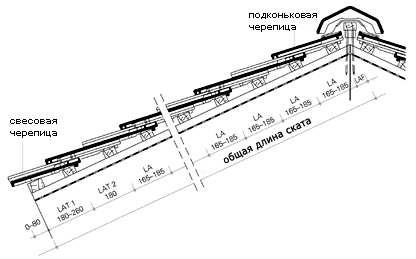 подконьковая
черепица
свесовая
черепица
0–80
LAT 1
180–260
LAT 2
180
LA
165–185
LA
165–185
LA
165–185
LA
165–185
LA
165–185
LAF
общая длина ската